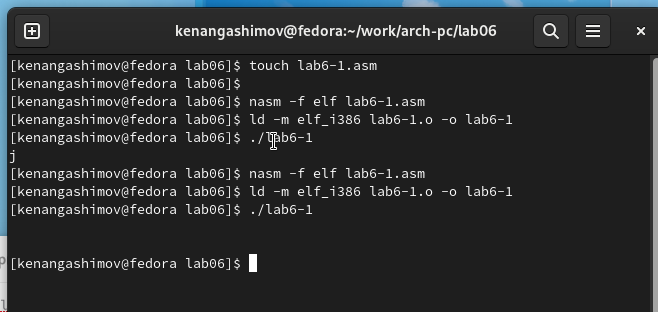 kenangashimov@fedora:~/work/arch-pc/lab06
[kenangashimov@fedora lab06]$ touch lab6-1.asm
[kenangashimov@fedora lab06]$
[kenangashimov@fedora lab06]$ nasm -f elf lab6-1.asm
[kenangashimov@fedora lab06]$ ld -m elf_i386 lab6-1.o -o lab6-1
[kenangashimov@fedora lab06]$ ./lab6-1
j
[kenangashimov@fedora lab06]$ nasm -f elf lab6-1.asm
[kenangashimov@fedora lab06]$ ld -m elf_i386 lab6-1.o -o lab6-1
[kenangashimov@fedora lab06]$ ./lab6-1
[kenangashimov@fedora lab06]$